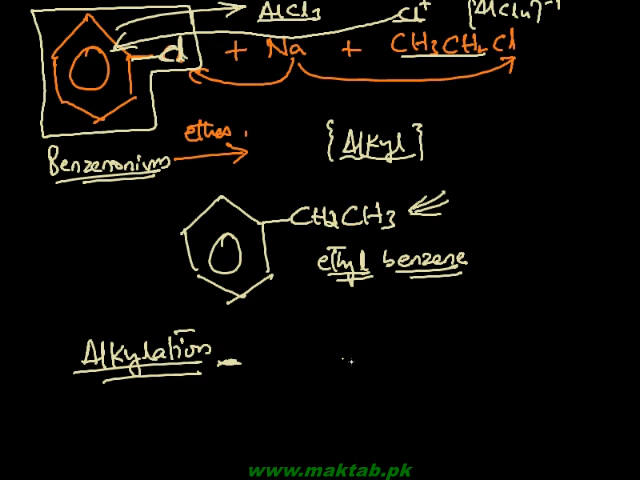 AlCl3 Cl+ [AlCl4]-1
Cl + Na + CH3CH2Cl
ether.
{Alkyl}
Benzenonium
CH2CH3
ethyl benzene
Alkylation -
www.maktab.pk